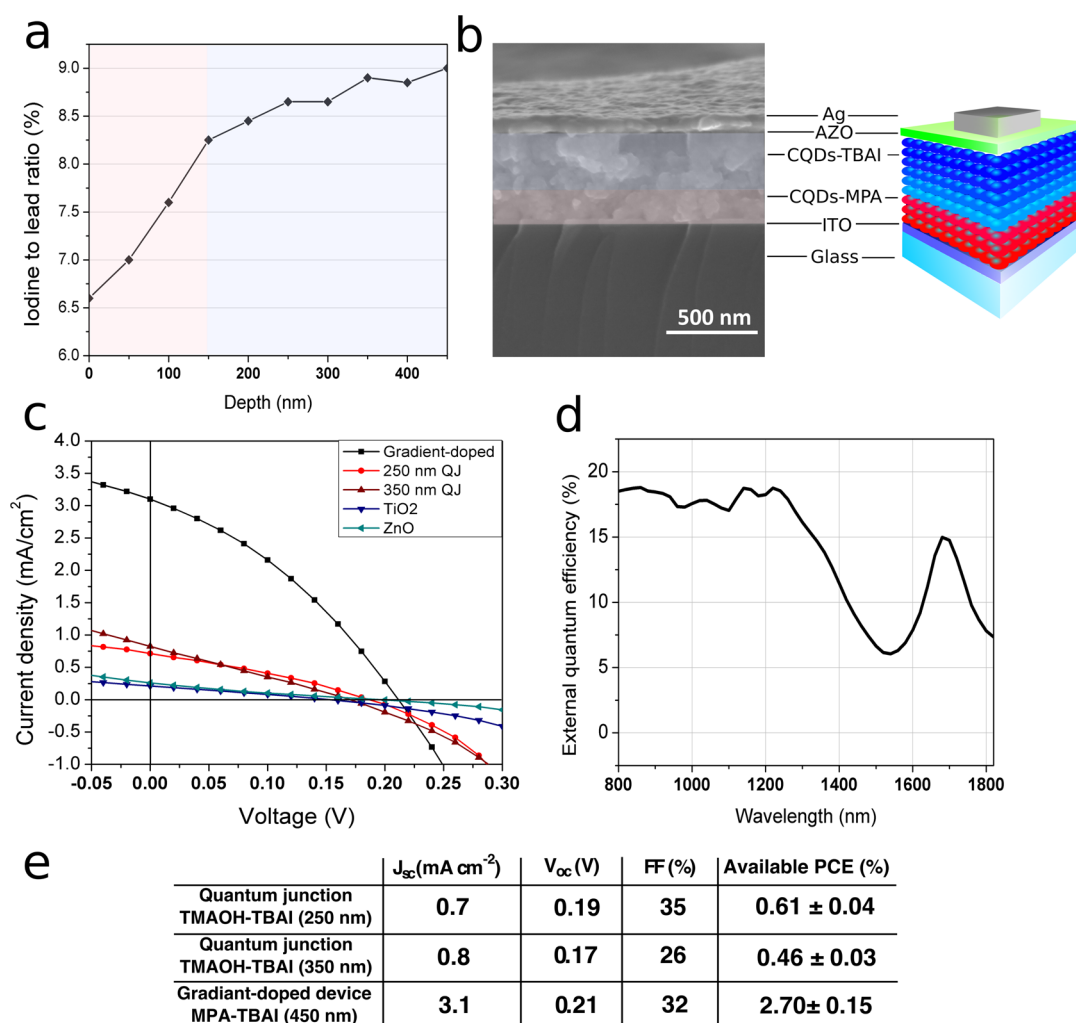 a
9.0
8.5
8.0
7.5
7.0
6.5
6.0
Iodine to lead ratio (%)
0 100 200 300 400
Depth (nm)
b
500 nm
Ag
AZO
CQDs-TBAI
CQDs-MPA
ITO
Glass
c
4.0
3.5
3.0
2.5
2.0
1.5
1.0
0.5
0.0
-0.5
-1.0
Current density (mA/cm²)
Gradient-doped
250 nm QJ
350 nm QJ
TiO2
ZnO
-0.05 0.00 0.05 0.10 0.15 0.20 0.25 0.30
Voltage (V)
d
20
15
10
5
0
External quantum efficiency (%)
800 1000 1200 1400 1600 1800
Wavelength (nm)
e
Jsc(mA cm-2) Voc (V) FF (%) Available PCE (%)
Quantum junction
TMAOH-TBAI (250 nm) 0.7 0.19 35 0.61 ± 0.04
Quantum junction
TMAOH-TBAI (350 nm) 0.8 0.17 26 0.46 ± 0.03
Gradiant-doped device
MPA-TBAI (450 nm) 3.1 0.21 32 2.70± 0.15